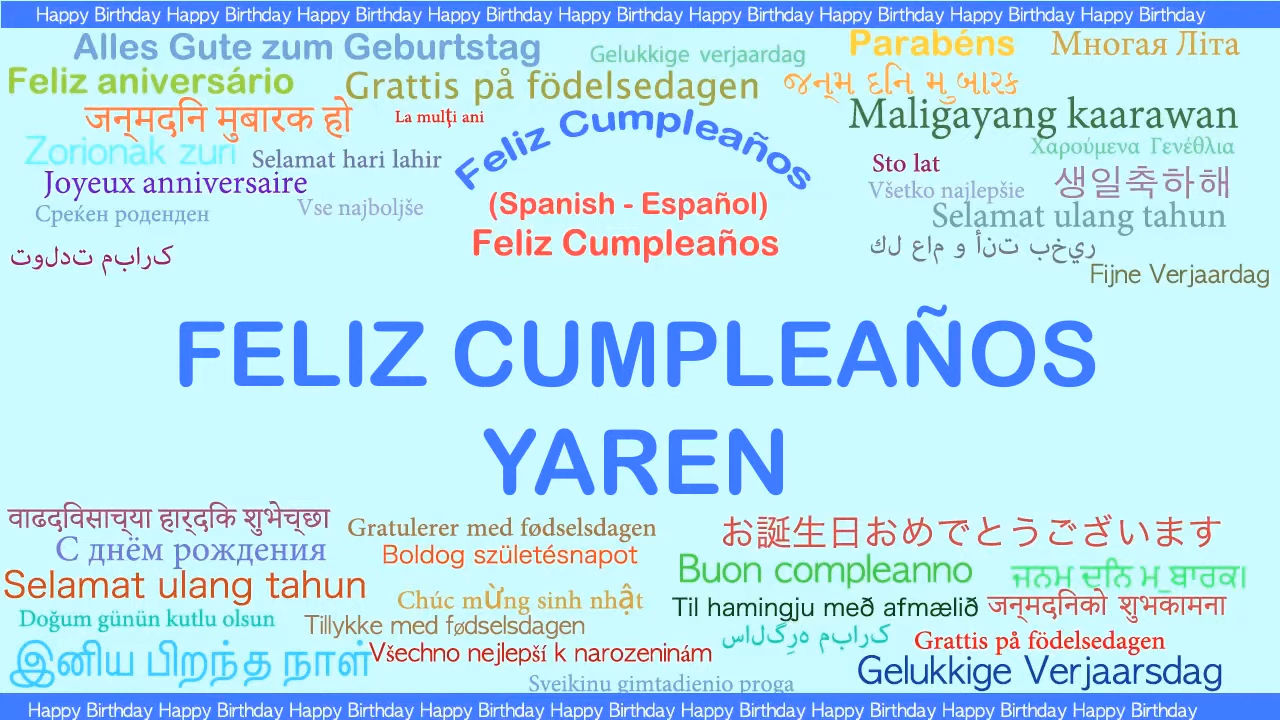 Happy Birthday Happy Birthday Happy Birthday Happy Birthday Happy Birthday Happy Birthday Happy Birthday Happy Birthday Happy Birthday
Alles Gute zum Geburtstag
Gelukkige verjaardag
Parabéns
Многая Літа
Feliz aniversário
Grattis på födelsedagen
જન્મ દિન મુબારક
जन्मदिन मुबारक हो
La mulţi ani
Feliz Cumpleaños
Maligayang kaarawan
Zorionak zuri
Selamat hari lahir
Χαρούμενα Γενέθλια
Sto lat
Joyeux anniversaire
(Spanish - Español)
Všetko najlepšie
생일축하해
Среќен роденден
Vse najboljše
Selamat ulang tahun
Feliz Cumpleaños
تولدت مبارک
كل عام و أنت بخير
Fijne Verjaardag
FELIZ CUMPLEAÑOS
YAREN
वाढदिवसाच्या हार्दिक शुभेच्छा
Gratulerer med fødselsdagen
お誕生日おめでとうございます
С днём рождения
Boldog születésnapot
Buon compleanno
ਜਨਮ ਦਿਨ ਮੁਬਾਰਕ।
Selamat ulang tahun
Chúc mừng sinh nhật
Til hamingju með afmælið
जन्मदिनको शुभकामना
Doğum günün kutlu olsun
Tillykke med fødselsdagen
سالگرہ مبارک
Grattis på födelsedagen
இனிய பிறந்த நாள்
Všechno nejlepší k narozeninám
Gelukkige Verjaarsdag
Sveikinu gimtadienio proga
Happy Birthday Happy Birthday Happy Birthday Happy Birthday Happy Birthday Happy Birthday Happy Birthday Happy Birthday Happy Birthday